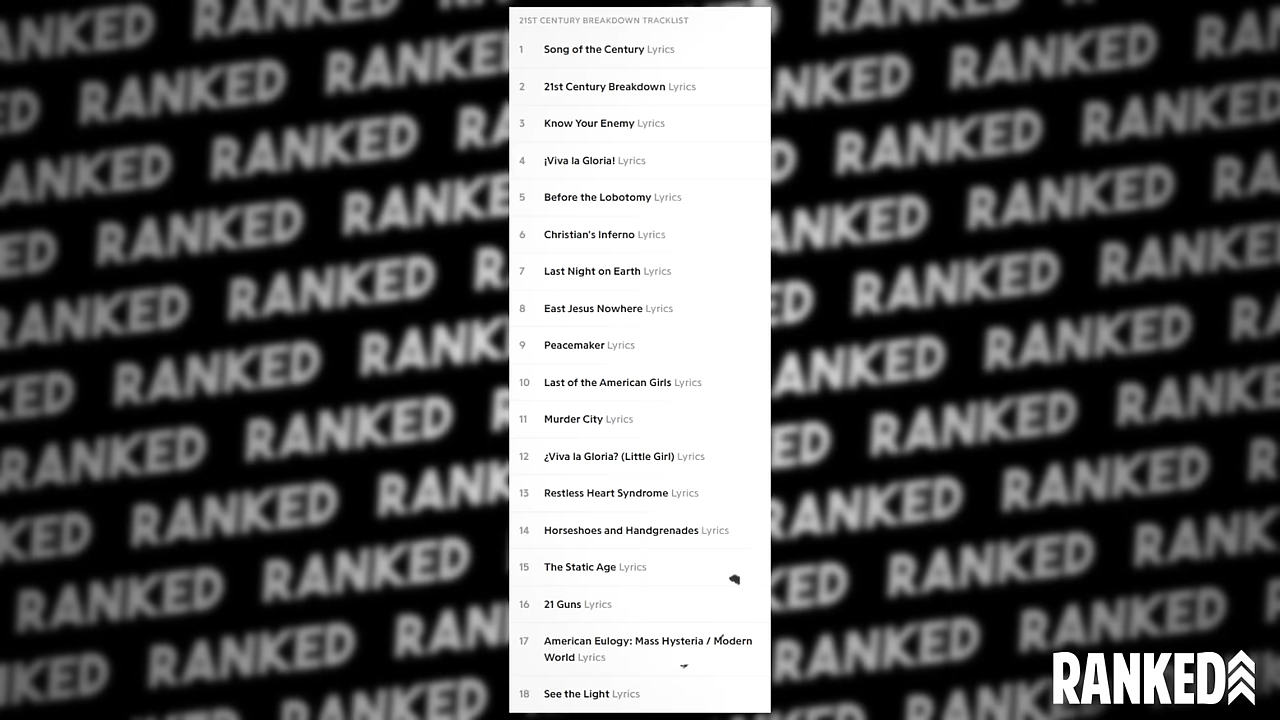 21ST CENTURY BREAKDOWN TRACKLIST
1 Song of the Century Lyrics
2 21st Century Breakdown Lyrics
3 Know Your Enemy Lyrics
4 ¡Viva la Gloria! Lyrics
5 Before the Lobotomy Lyrics
6 Christian's Inferno Lyrics
7 Last Night on Earth Lyrics
8 East Jesus Nowhere Lyrics
9 Peacemaker Lyrics
10 Last of the American Girls Lyrics
11 Murder City Lyrics
12 ¿Viva la Gloria? (Little Girl) Lyrics
13 Restless Heart Syndrome Lyrics
14 Horseshoes and Handgrenades Lyrics
15 The Static Age Lyrics
16 21 Guns Lyrics
17 American Eulogy: Mass Hysteria / Modern
World Lyrics
18 See the Light Lyrics
RANKED